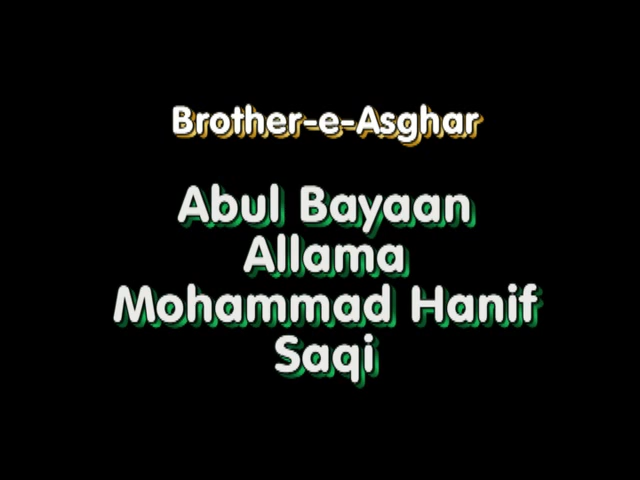 Brother-e-Asghar
Abul Bayaan
Allama
Mohammad Hanif
Saqi